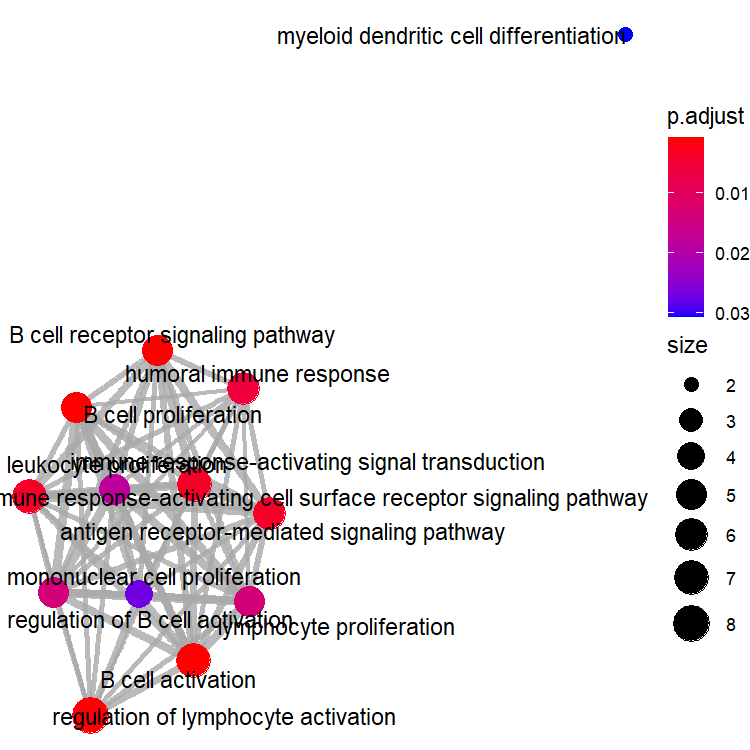 myeloid dendritic cell differentiation
p.adjust
0.01
0.02
0.03
size
2
3
4
5
6
7
8
B cell receptor signaling pathway
humoral immune response
B cell proliferation
leukocyte proliferation
immune response-activating signal transduction
mune response-activating cell surface receptor signaling pathway
antigen receptor-mediated signaling pathway
mononuclear cell proliferation
regulation of B cell activation
lymphocyte proliferation
B cell activation
regulation of lymphocyte activation